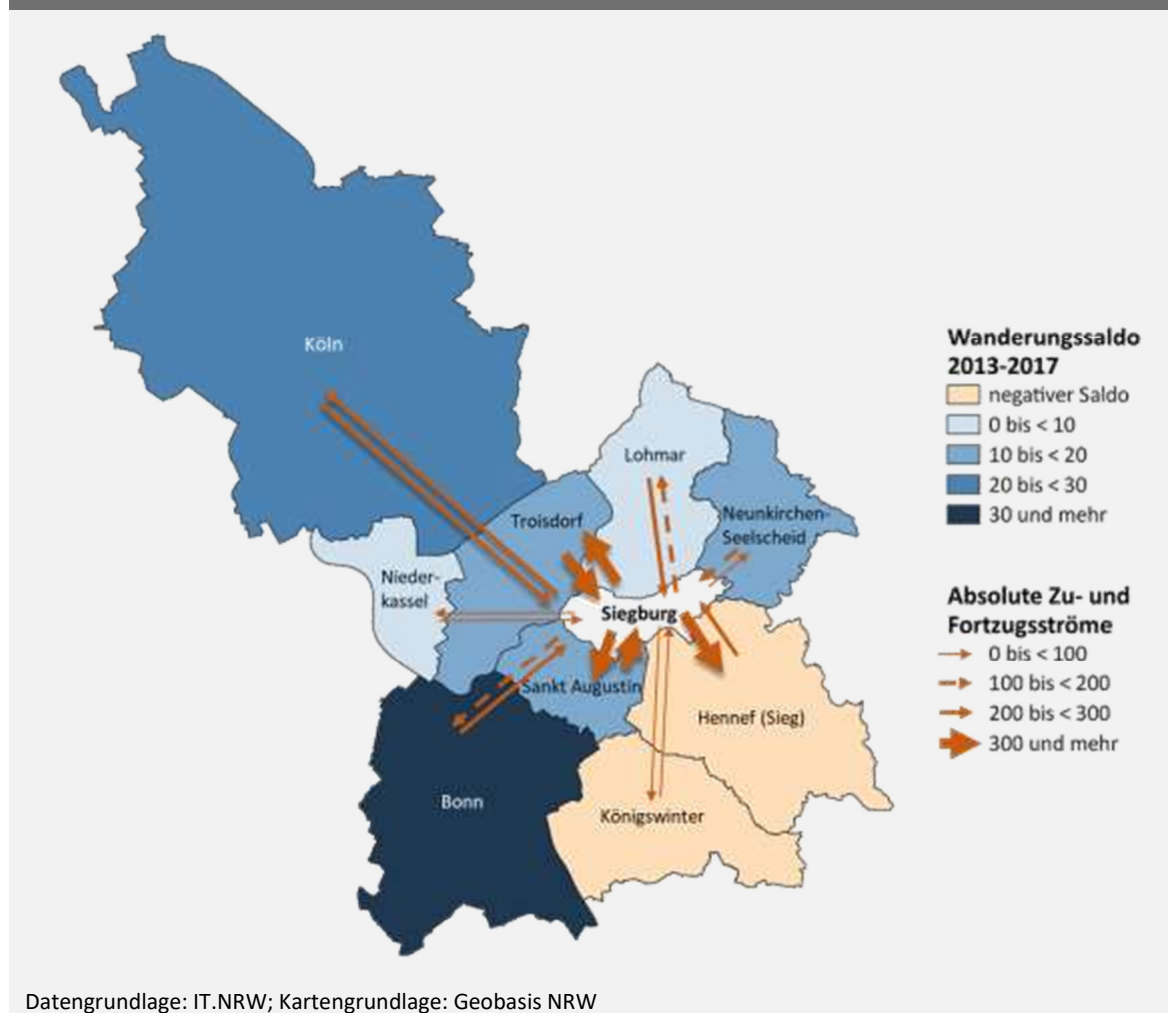 Köln
Lohmar
Troisdorf
Neunkirchen-
Seelscheid
Nieder-
kassel
Siegburg
Sankt Augustin
Hennef (Sieg)
Bonn
Königswinter
Wanderungssaldo
2013-2017
negativer Saldo
0 bis < 10
10 bis < 20
20 bis < 30
30 und mehr
Absolute Zu- und
Fortzugsströme
0 bis < 100
100 bis < 200
200 bis < 300
300 und mehr
Datengrundlage: IT.NRW; Kartengrundlage: Geobasis NRW